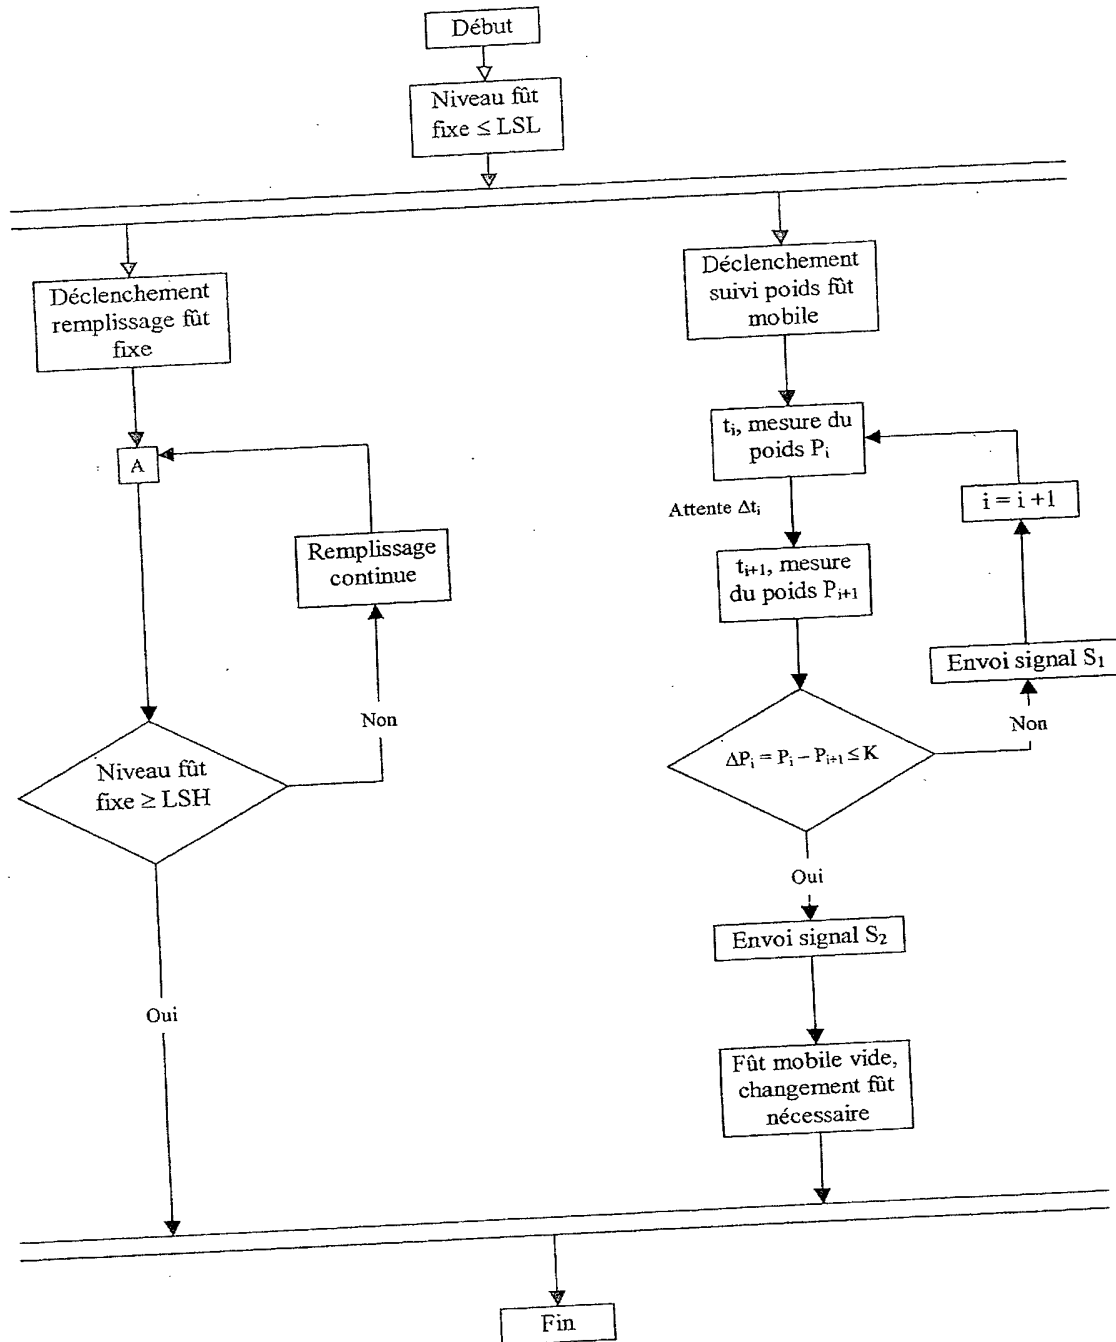 Début
Niveau fût
fixe ≤ LSL
Déclenchement
remplissage fût
fixe
A
Remplissage
continue
Non
Niveau fût
fixe ≥ LSH
Oui
Déclenchement
suivi poids fût
mobile
tᵢ, mesure du
poids Pᵢ
Attente Δtᵢ
tᵢ₊₁, mesure
du poids Pᵢ₊₁
i = i +1
Envoi signal S₁
Non
ΔPᵢ = Pᵢ – Pᵢ₊₁ ≤ K
Oui
Envoi signal S₂
Fût mobile vide,
changement fût
nécessaire
Fin